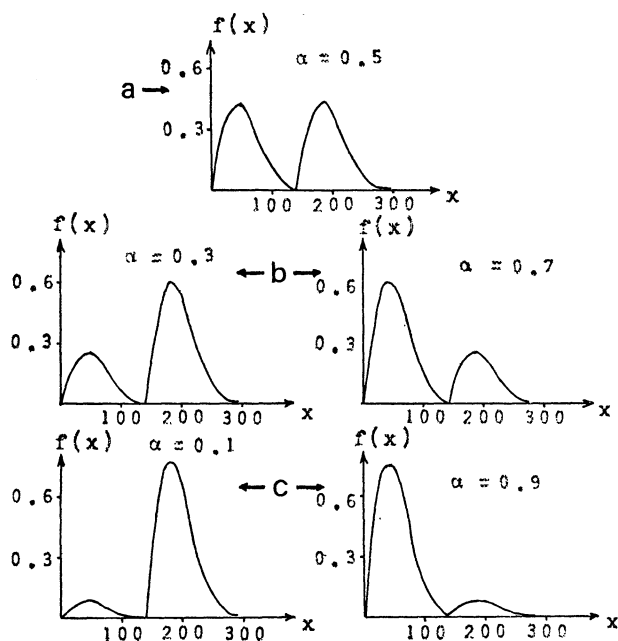 f(x)
α = 0.5
0.6
a
0.3
100 200 300 x
f(x) f(x)
α = 0.3 b α = 0.7
0.6 0.6
0.3 0.3
100 200 300 x 100 200 300 x
f(x) α = 0.1 f(x)
c α = 0.9
0.6 0.6
0.3 0.3
100 200 300 x 100 200 300 x